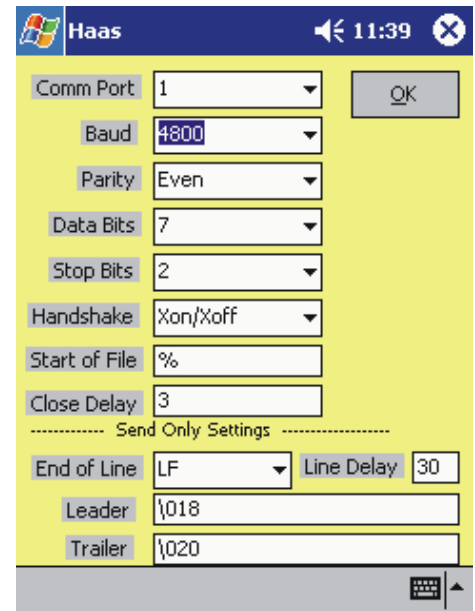 Haas 11:39
Comm Port 1 OK
Baud 4800
Parity Even
Data Bits 7
Stop Bits 2
Handshake Xon/Xoff
Start of File %
Close Delay 3
------------ Send Only Settings ------------------
End of Line LF Line Delay 30
Leader \018
Trailer \020